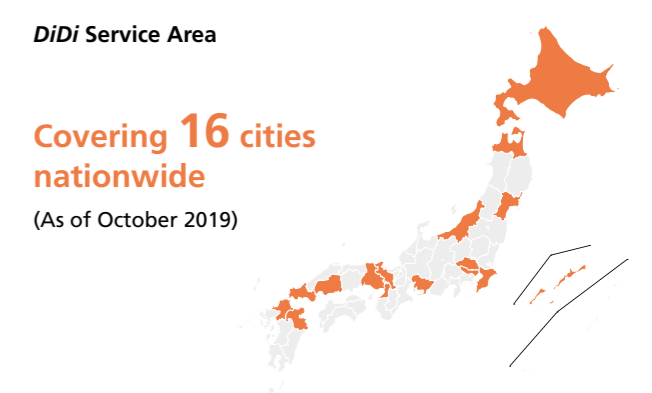 DiDi Service Area
Covering 16 cities
nationwide
(As of October 2019)